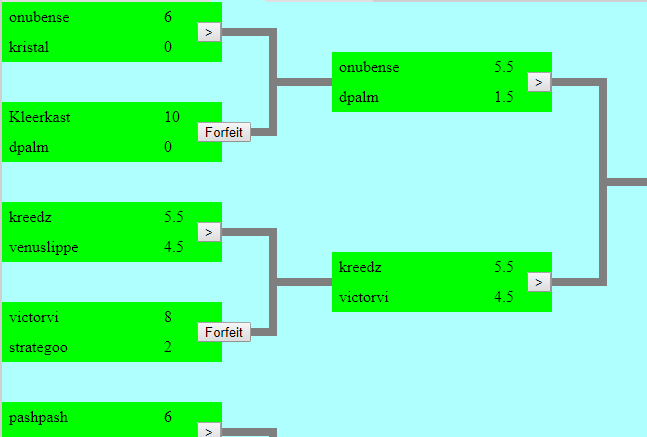 onubense 6
kristal 0
>
Kleerkast 10
dpalm 0
Forfeit
kreedz 5.5
venuslippe 4.5
>
victorvi 8
strategoo 2
Forfeit
pashpash 6
>
onubense 5.5
dpalm 1.5
>
kreedz 5.5
victorvi 4.5
>